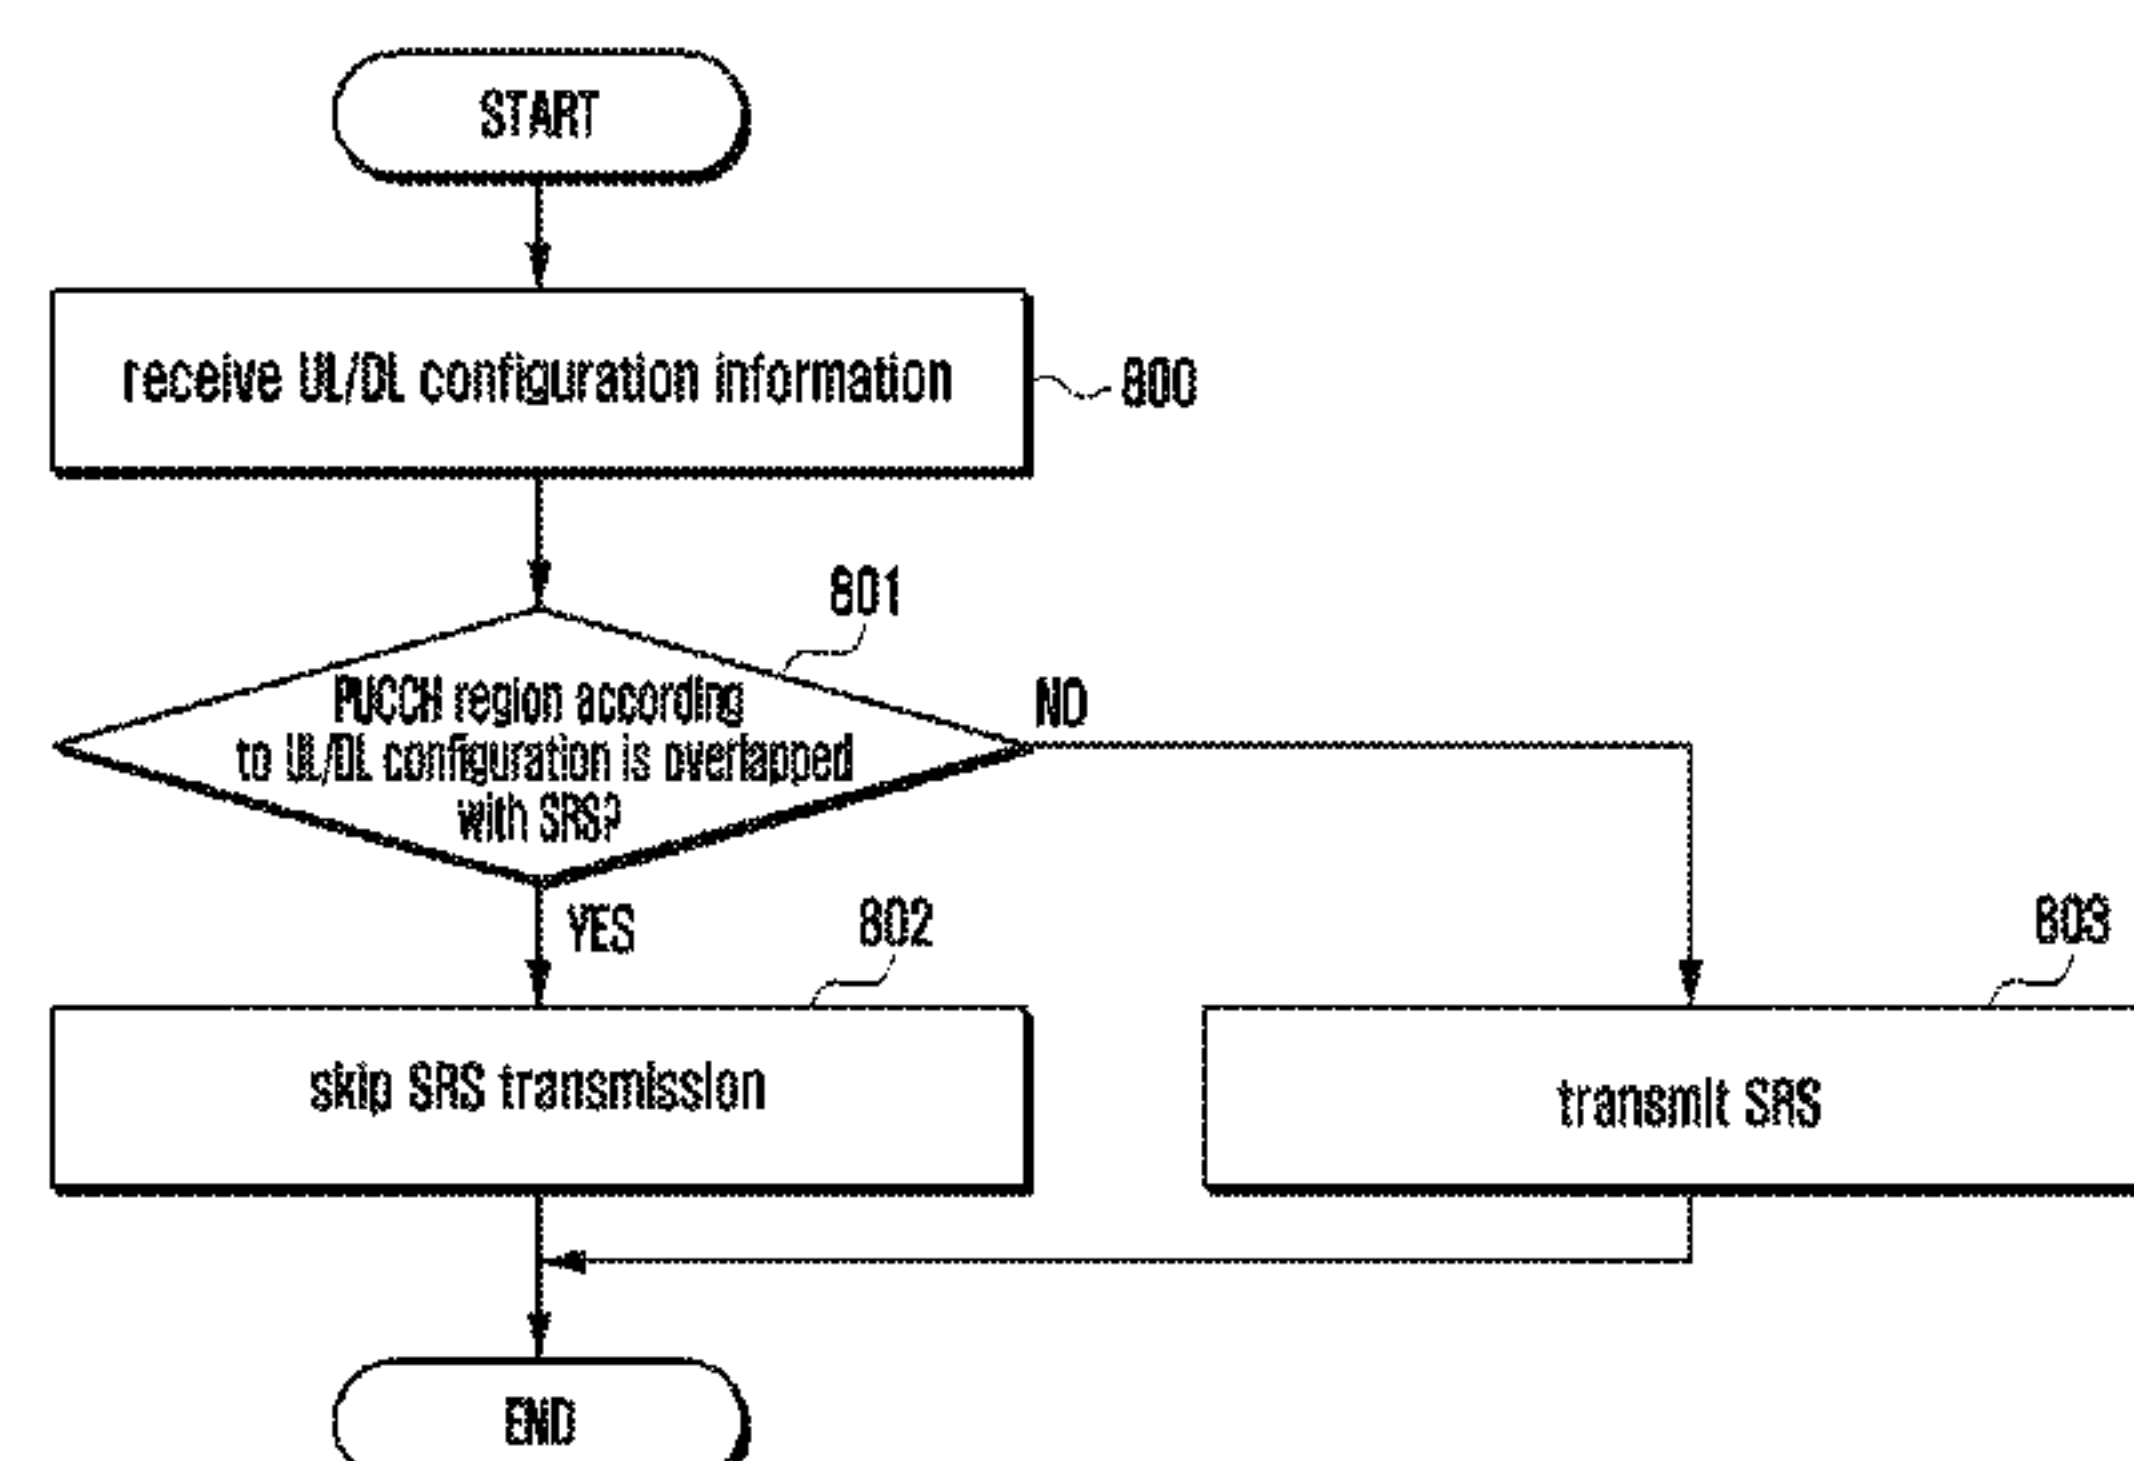 START
receive UL/DL configuration information
800
801
PUCCH region according
to UL/DL configuration is overlapped
with SRS?
NO
YES
802
803
skip SRS transmission
transmit SRS
END